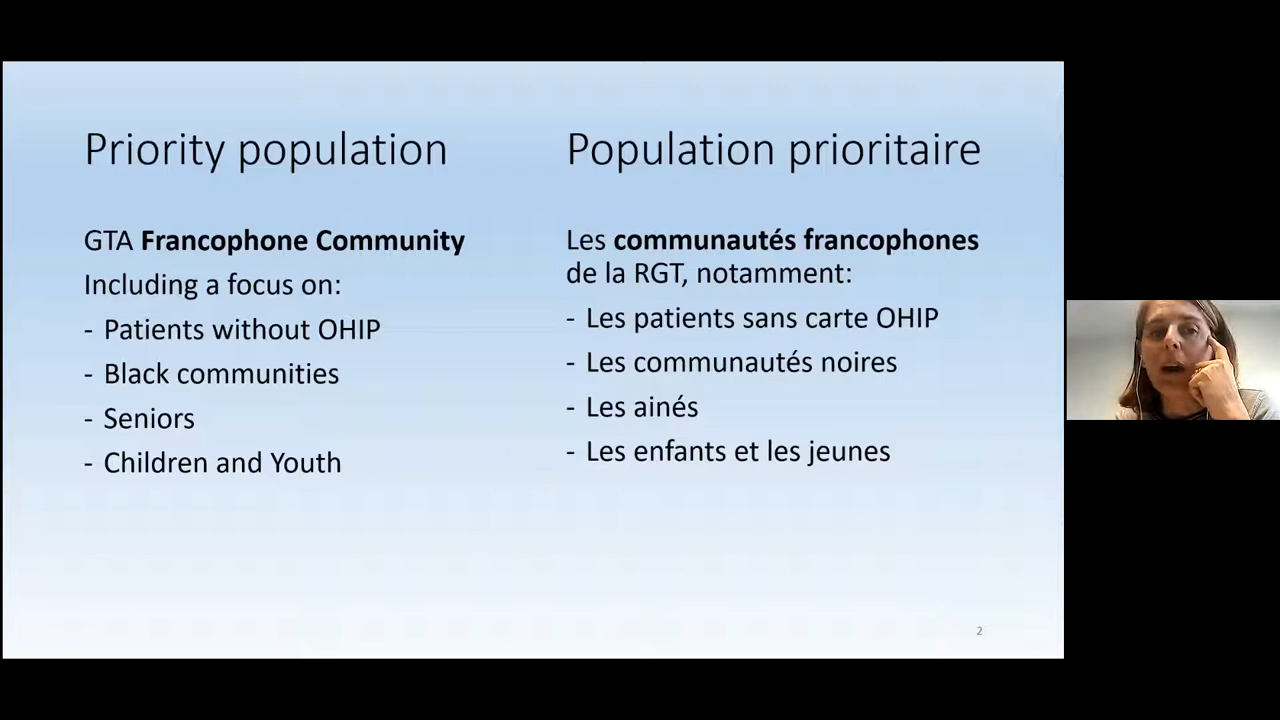 Priority population
GTA Francophone Community
Including a focus on:
- Patients without OHIP
- Black communities
- Seniors
- Children and Youth
Population prioritaire
Les communautés francophones
de la RGT, notamment:
- Les patients sans carte OHIP
- Les communautés noires
- Les ainés
- Les enfants et les jeunes
2